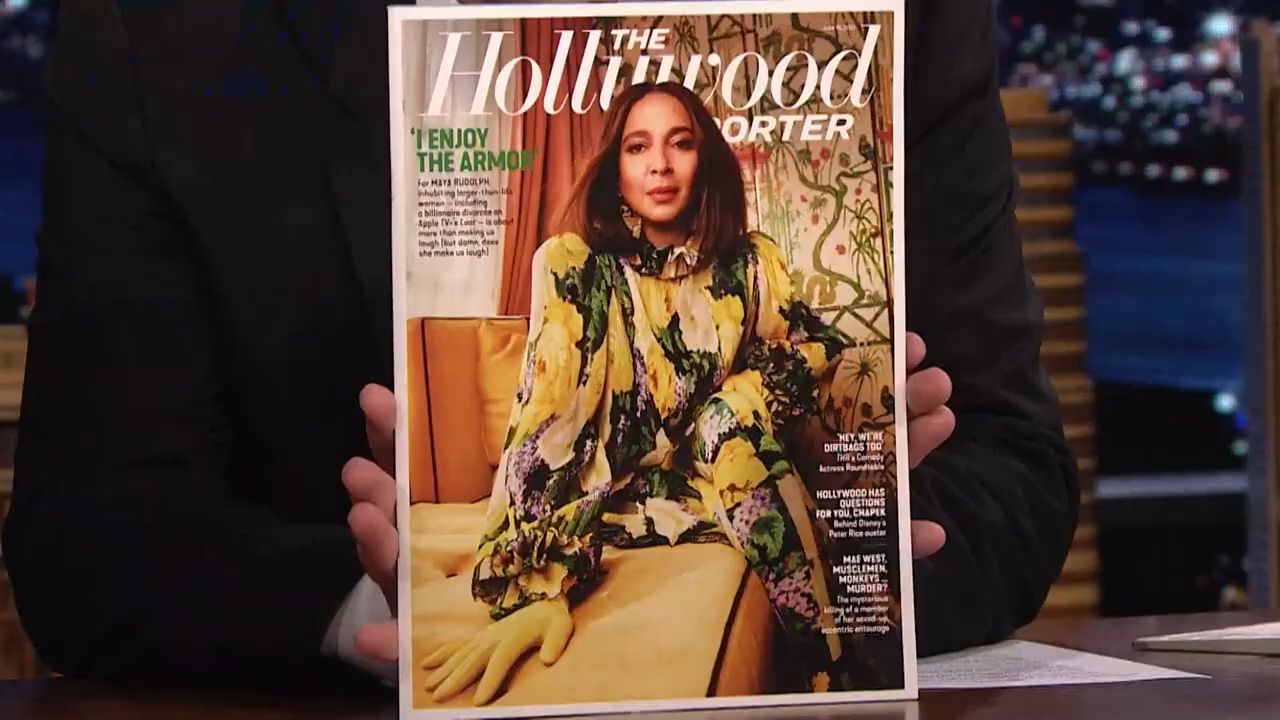 THE
Hollywood
PORTER
'I ENJOY
THE ARMOR'
For MAYA RUDOLPH,
inhabiting larger-than-life
women — including
a billionaire divorcee on
Apple TV+'s Loot — is about
more than making us
laugh (but damn, does
she make us laugh)
'HEY, WE'RE
DIRTBAGS TOO'
THR's Comedy
Actress Roundtable
HOLLYWOOD HAS
QUESTIONS
FOR YOU, CHAPEK
Behind Disney's
Peter Rice ouster
MAE WEST,
MUSCLEMEN,
MONKEYS ...
MURDER?
The mysterious
killing of a member
of her sexed-up,
eccentric entourage